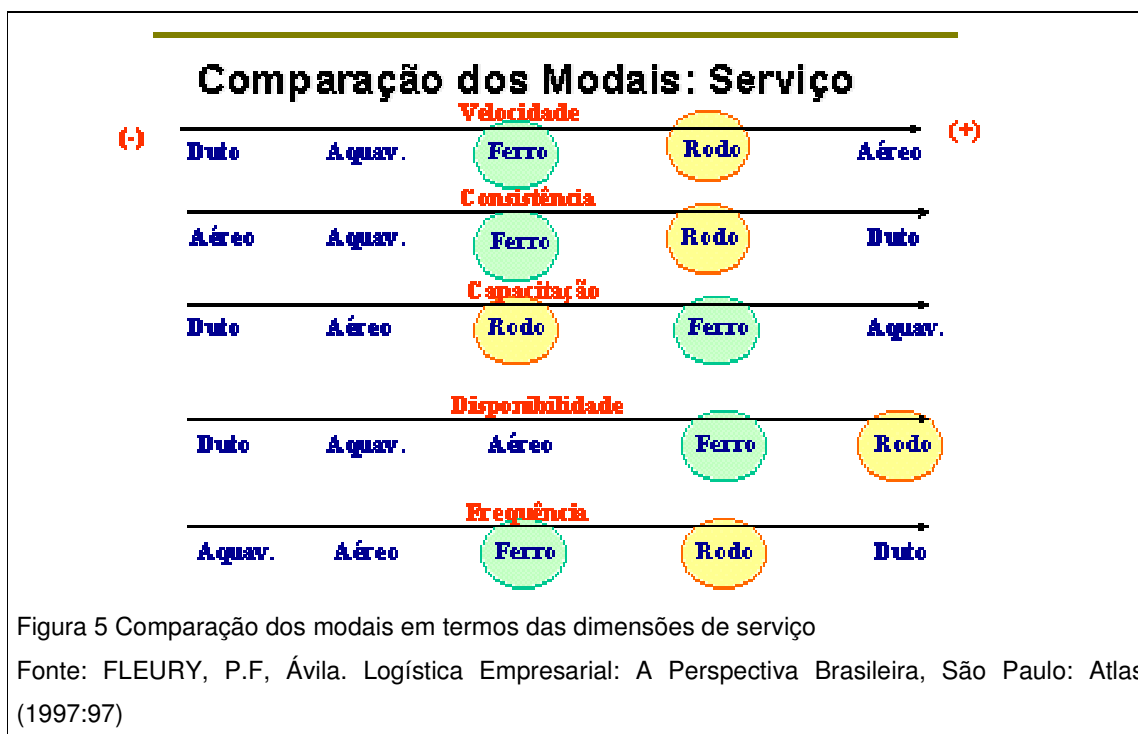 Comparação dos Modais: Serviço
Velocidade
(-)
(+)
Duto Aquav. Ferro Rodo Aéreo
Consistência
Aéreo Aquav. Ferro Rodo Duto
Capacitação
Duto Aéreo Rodo Ferro Aquav.
Disponibilidade
Duto Aquav. Aéreo Ferro Rodo
Frequência
Aquav. Aéreo Ferro Rodo Duto
Figura 5 Comparação dos modais em termos das dimensões de serviço
Fonte: FLEURY, P.F, Ávila. Logística Empresarial: A Perspectiva Brasileira, São Paulo: Atlas
(1997:97)